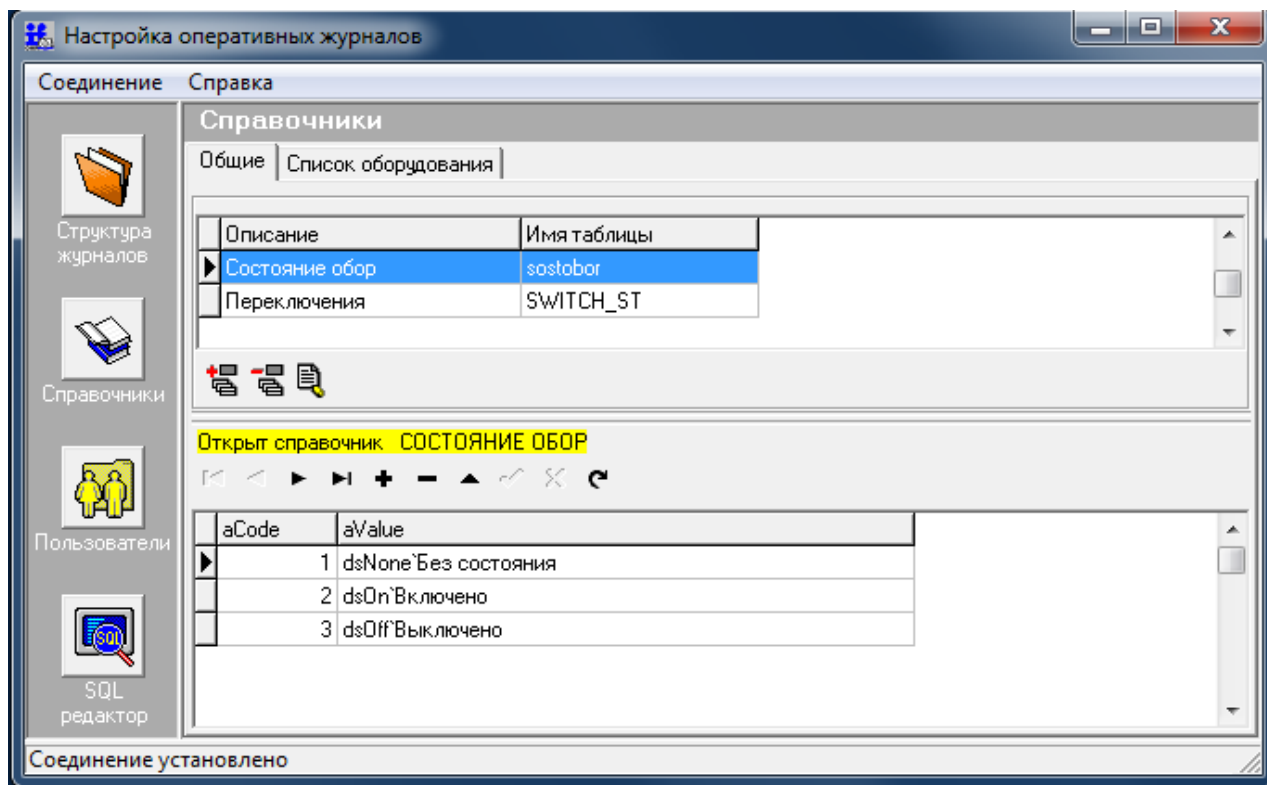 Настройка оперативных журналов
Соединение Справка
Справочники
Общие Список оборудования
Структура
журналов
Описание Имя таблицы
Состояние обор sostobor
Переключения SWITCH_ST
Справочники
Открыт справочник СОСТОЯНИЕ ОБОР
Пользователи
aCode aValue
1 dsNone`Без состояния
2 dsOn`Включено
3 dsOff`Выключено
SQL
SQL
редактор
Соединение установлено